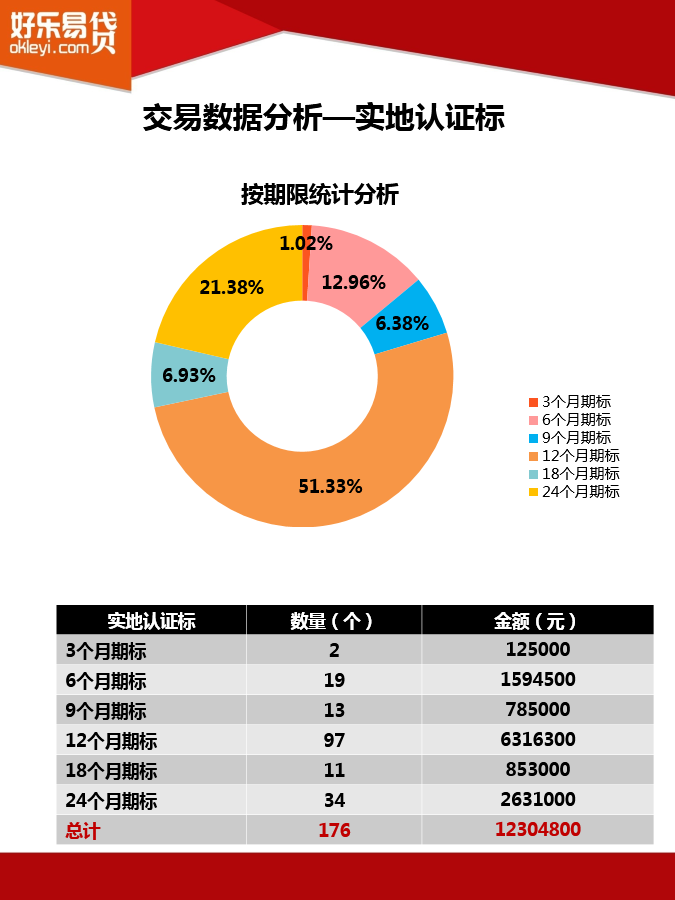 好乐易贷
okleyi.com
交易数据分析—实地认证标
按期限统计分析
1.02%
12.96%
21.38%
6.38%
6.93%
51.33%
3个月期标
6个月期标
9个月期标
12个月期标
18个月期标
24个月期标
实地认证标 数量（个） 金额（元）
3个月期标 2 125000
6个月期标 19 1594500
9个月期标 13 785000
12个月期标 97 6316300
18个月期标 11 853000
24个月期标 34 2631000
总计 176 12304800